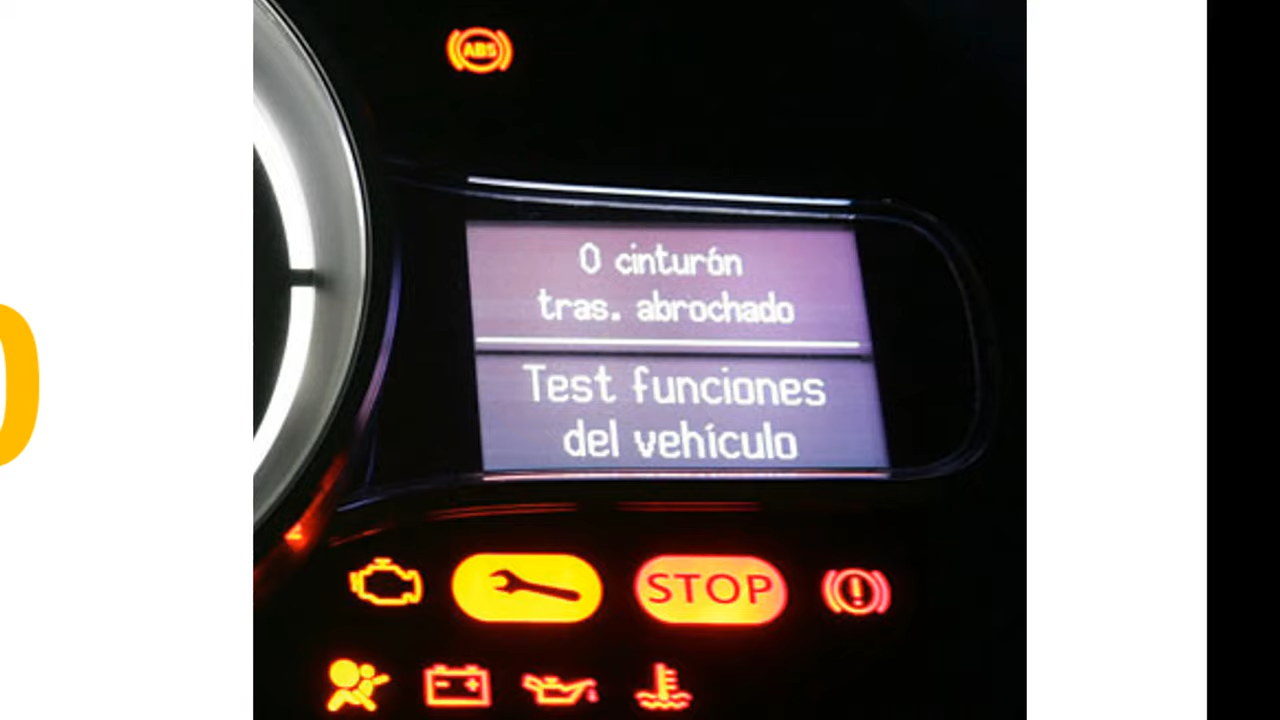 ABS
0 cinturón
tras. abrochado
Test funciones
del vehículo
STOP